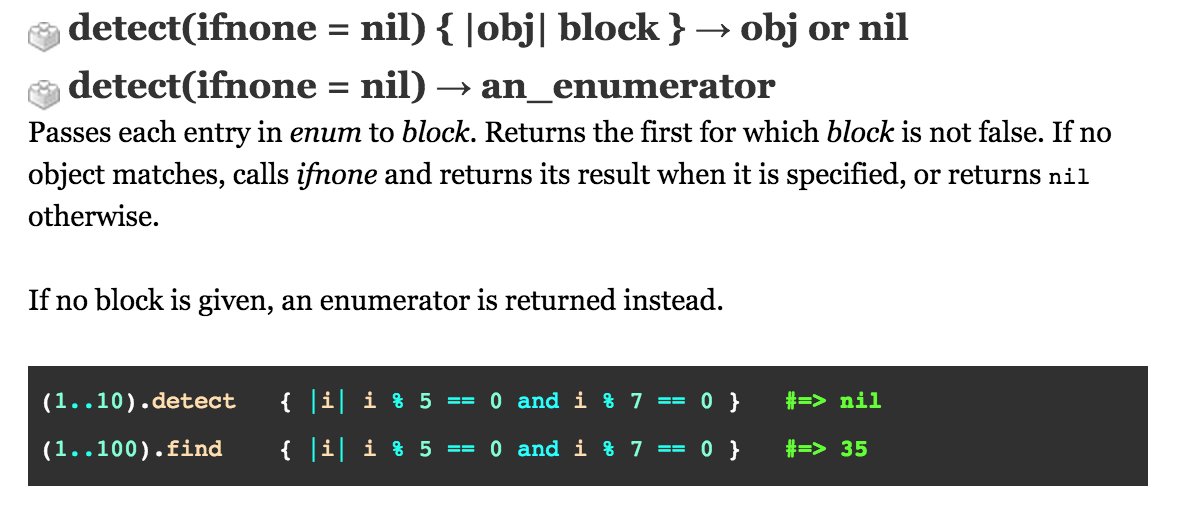 detect(ifnone = nil) { |obj| block } → obj or nil
detect(ifnone = nil) → an_enumerator
Passes each entry in enum to block. Returns the first for which block is not false. If no
object matches, calls ifnone and returns its result when it is specified, or returns nil
otherwise.
If no block is given, an enumerator is returned instead.
(1..10).detect   { |i| i % 5 == 0 and i % 7 == 0 }   #=> nil
(1..100).find    { |i| i % 5 == 0 and i % 7 == 0 }   #=> 35